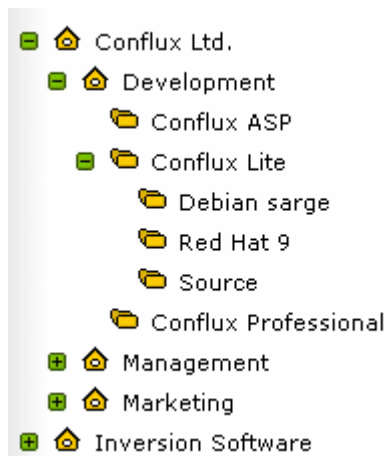 Conflux Ltd.
Development
Conflux ASP
Conflux Lite
Debian sarge
Red Hat 9
Source
Conflux Professional
Management
Marketing
Inversion Software